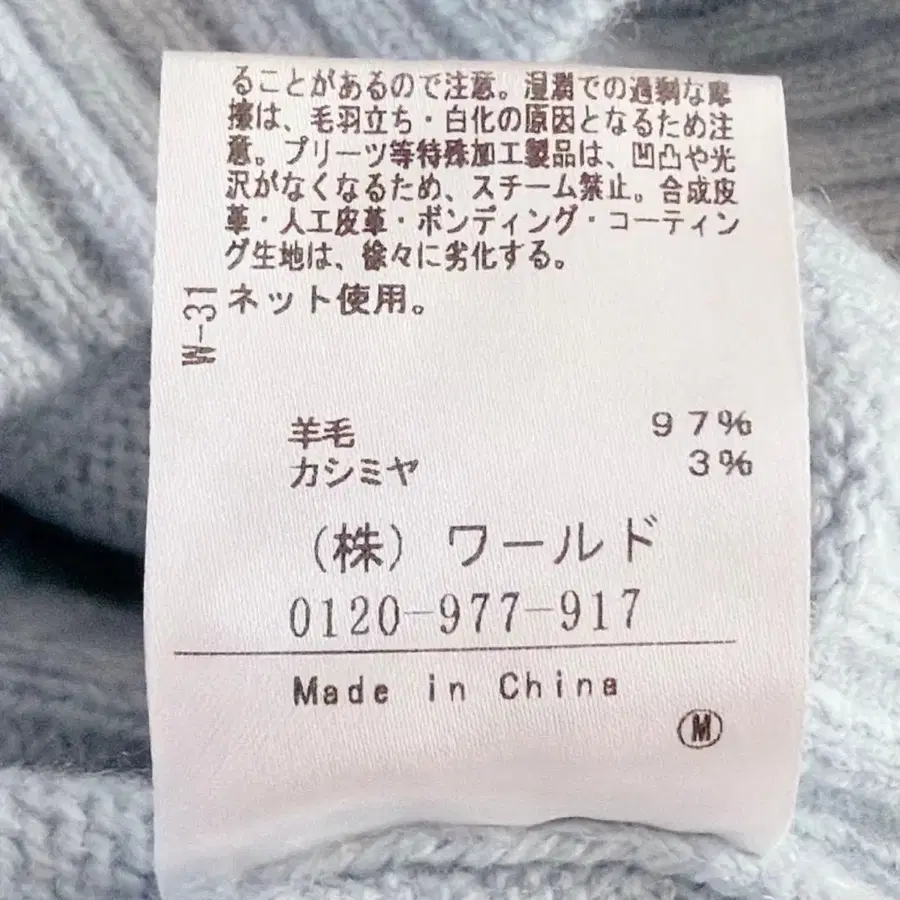 ることがあるので注意。湿潤での過剰な摩
擦は、毛羽立ち・白化の原因となるため注
意。プリーツ等特殊加工製品は、凹凸や光
沢がなくなるため、スチーム禁止。合成皮
革・人工皮革・ボンディング・コーティン
グ生地は、徐々に劣化する。
ネット使用。
W-31
羊毛 97%
カシミヤ 3%
(株) ワールド
0120-977-917
Made in China
Ⓜ